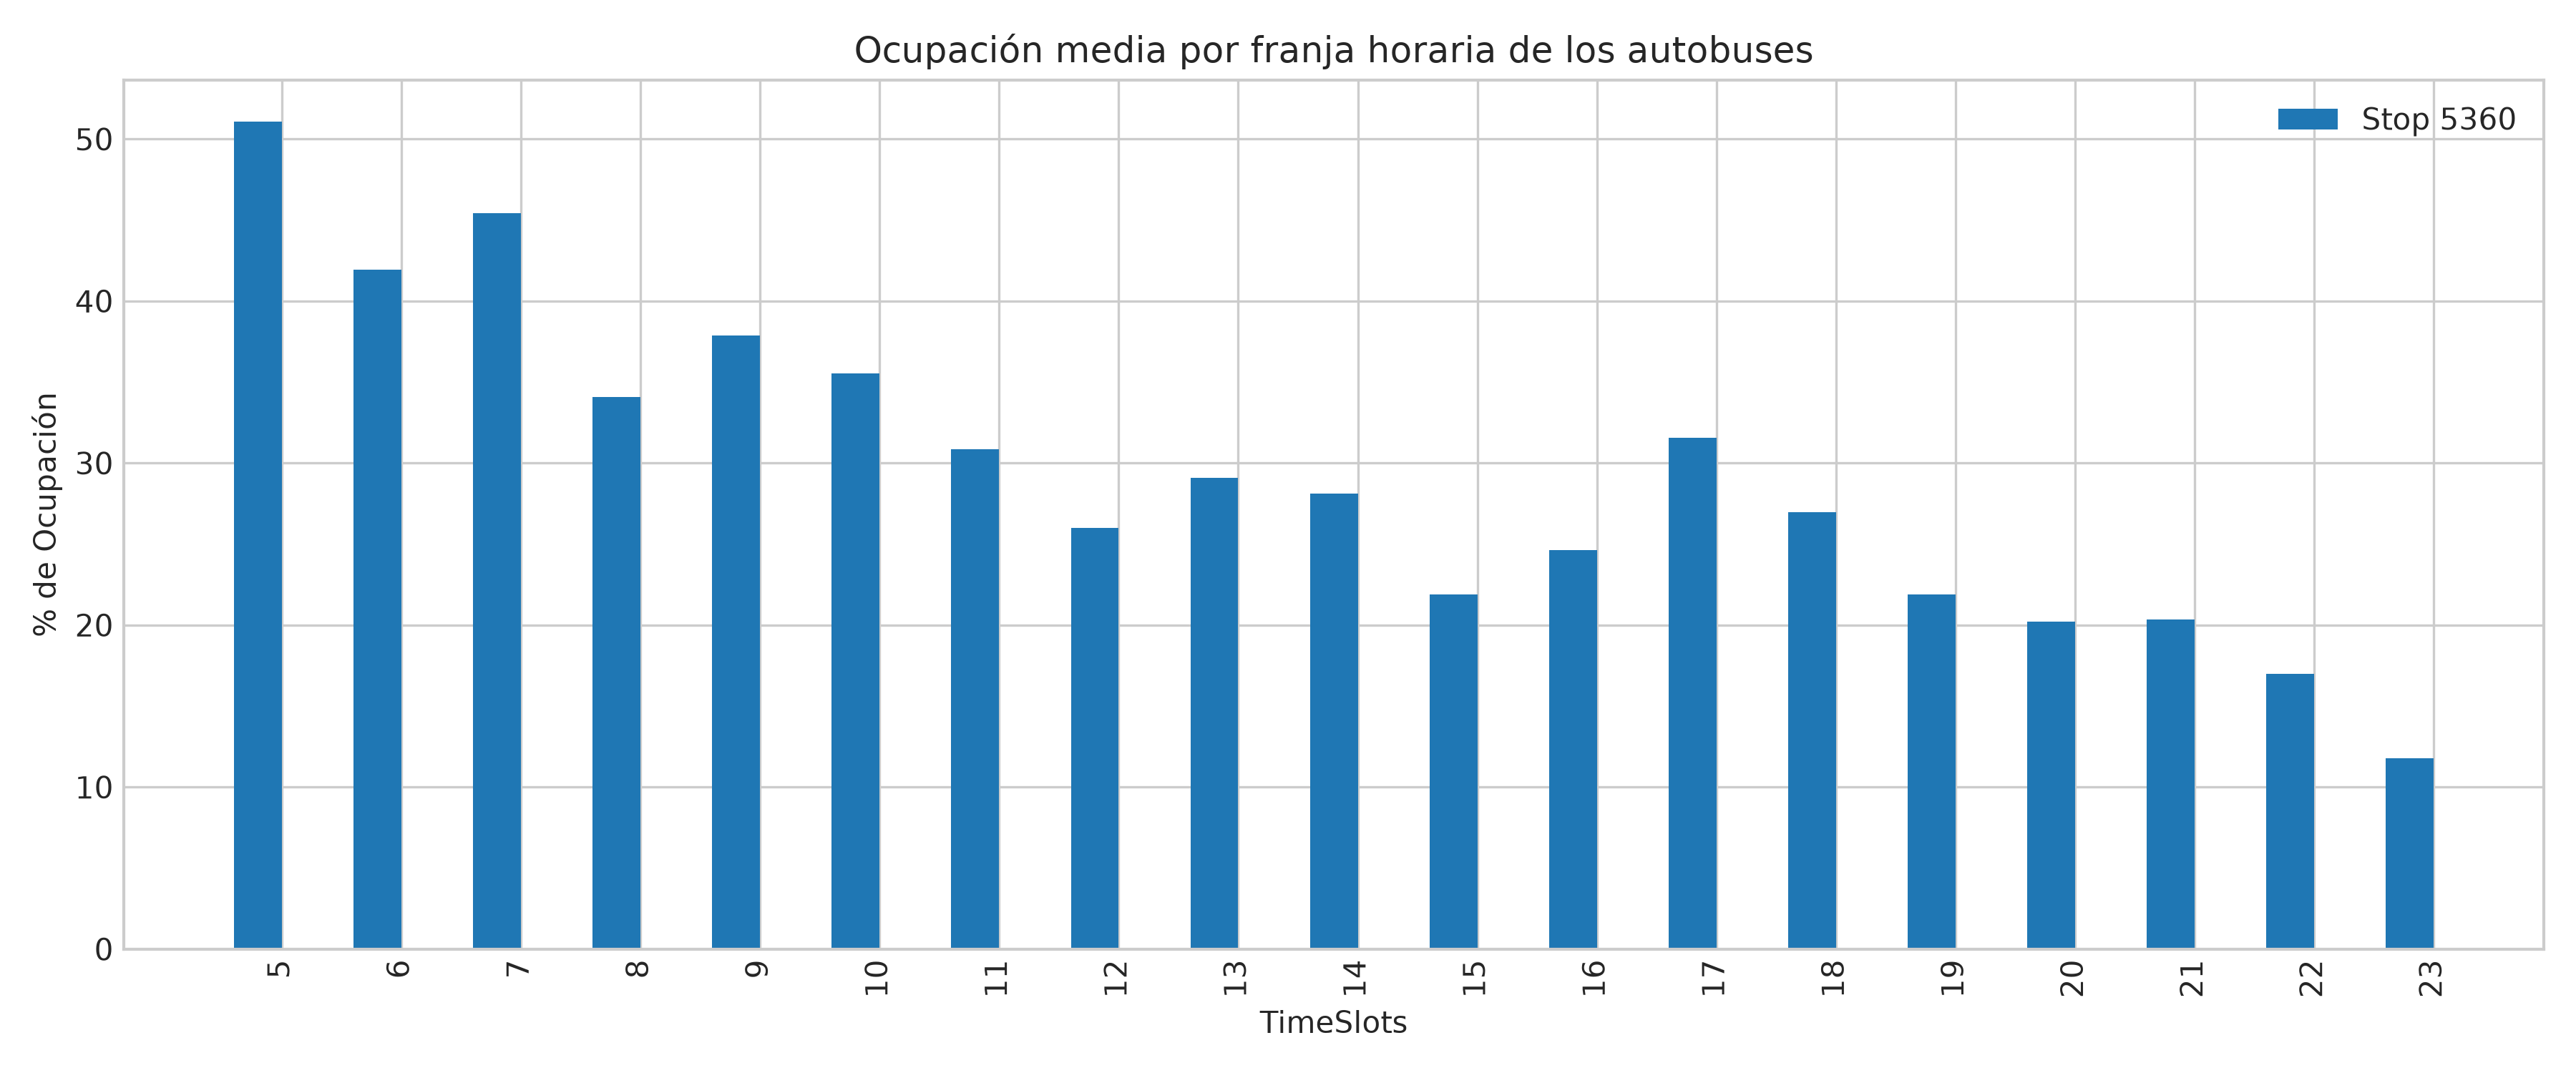 Ocupación media por franja horaria de los autobuses
Stop 5360
% de Ocupación
50
40
30
20
10
0
5 6 7 8 9 10 11 12 13 14 15 16 17 18 19 20 21 22 23
TimeSlots